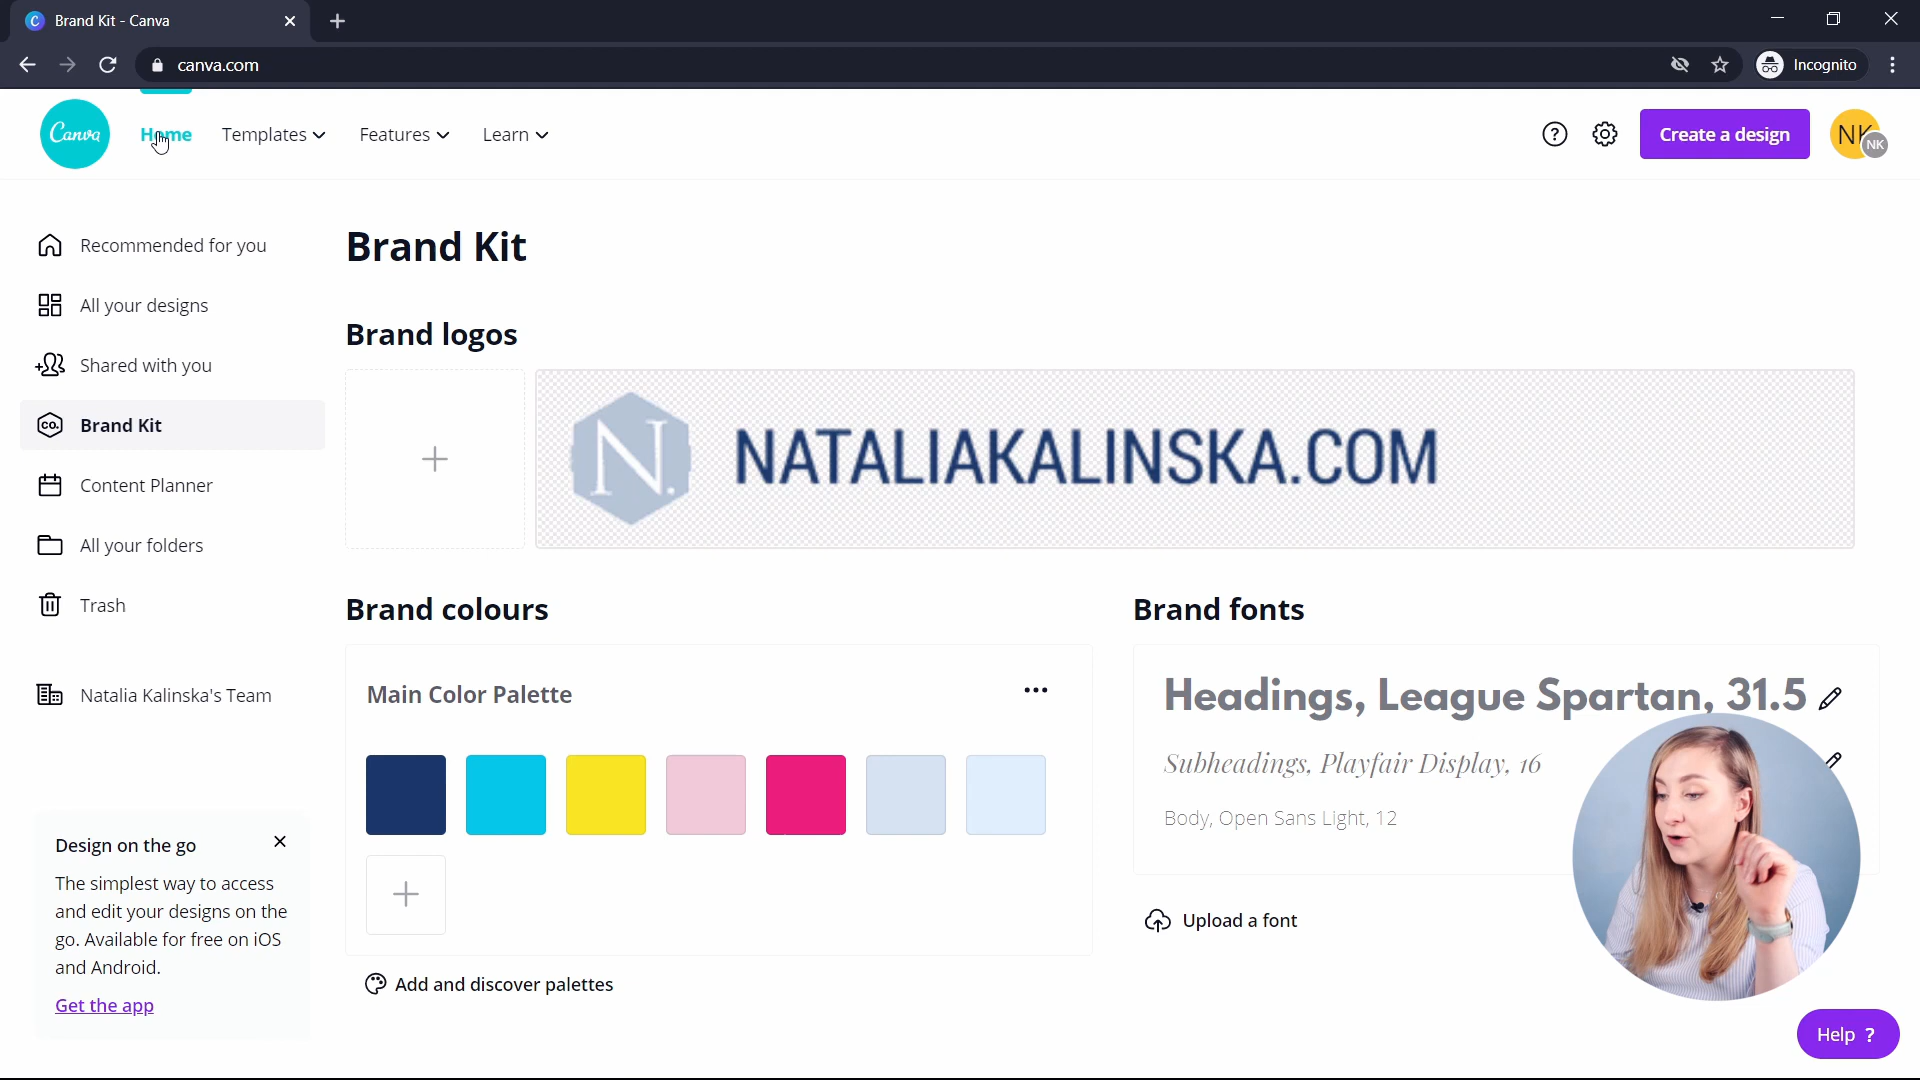 Brand Kit - Canva
canva.com
Incognito
Canva
Home
Templates
Features
Learn
Create a design
NK
NK
Recommended for you
All your designs
Shared with you
CO.
Brand Kit
Content Planner
All your folders
Trash
Natalia Kalinska's Team
Design on the go
The simplest way to access
and edit your designs on the
go. Available for free on iOS
and Android.
Get the app
Brand Kit
Brand logos
N.
NATALIAKALINSKA.COM
Brand colours
Main Color Palette
Add and discover palettes
Brand fonts
Headings, League Spartan, 31.5
Subheadings, Playfair Display, 16
Body, Open Sans Light, 12
Upload a font
Help ?